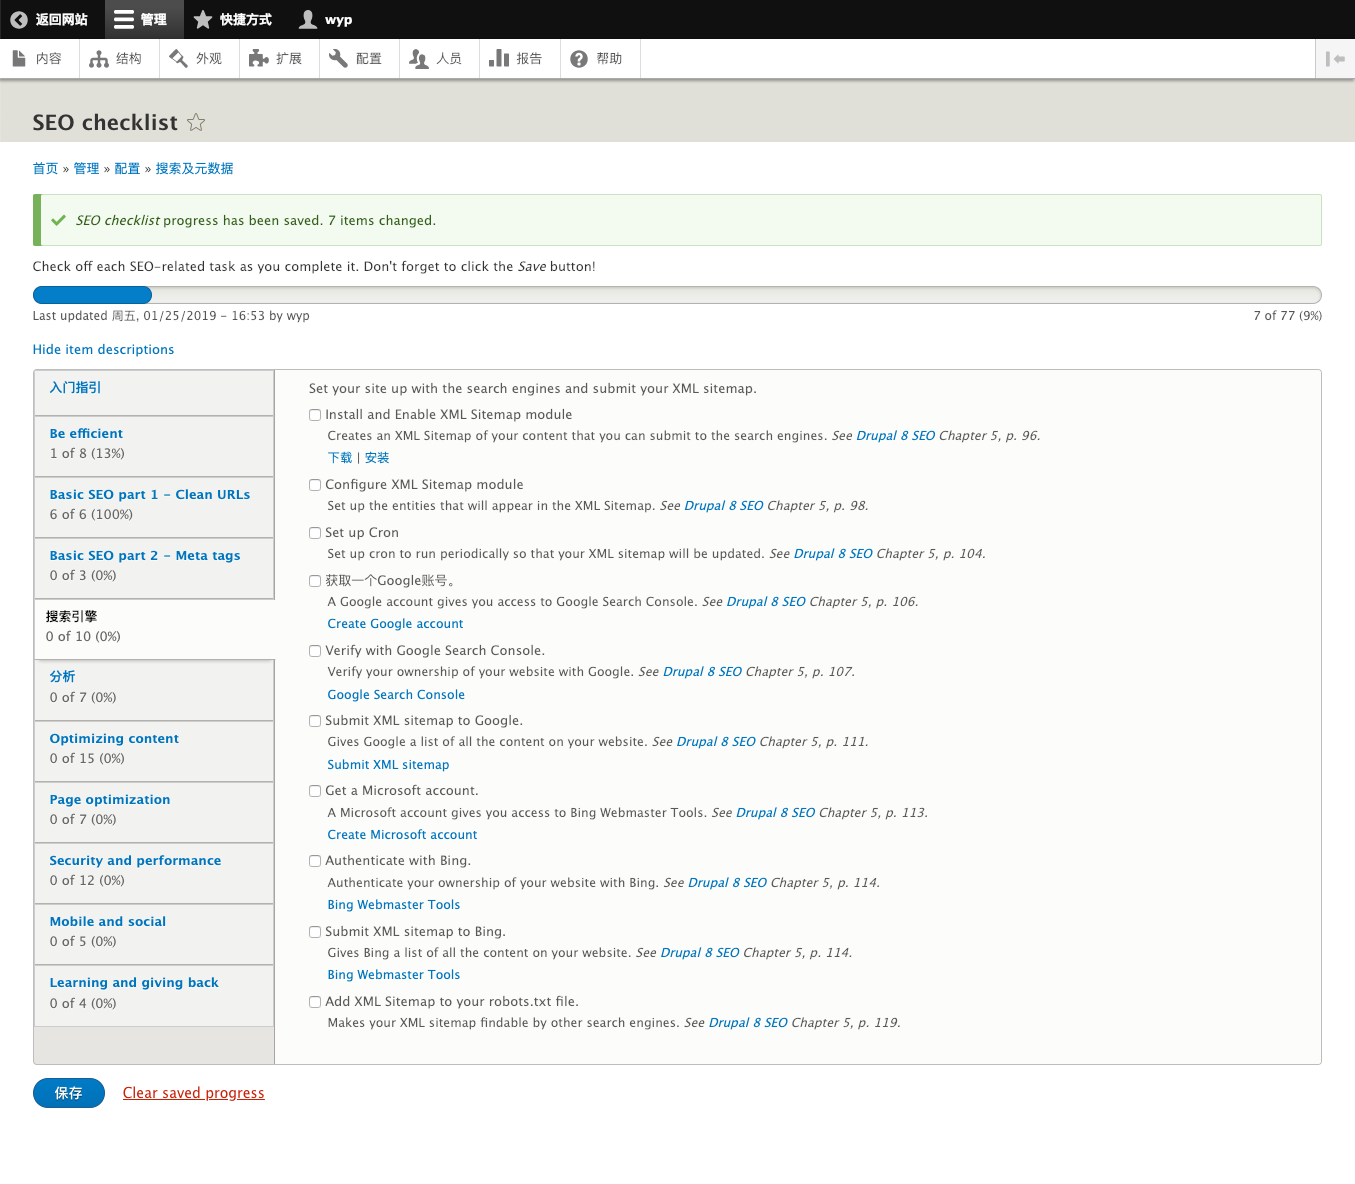 返回网站 管理 快捷方式 wyp
内容 结构 外观 扩展 配置 人员 报告 帮助
SEO checklist
首页 » 管理 » 配置 » 搜索及元数据
SEO checklist progress has been saved. 7 items changed.
Check off each SEO-related task as you complete it. Don't forget to click the Save button!
Last updated 周五, 01/25/2019 - 16:53 by wyp
7 of 77 (9%)
Hide item descriptions
入门指引
Be efficient
1 of 8 (13%)
Basic SEO part 1 - Clean URLs
6 of 6 (100%)
Basic SEO part 2 - Meta tags
0 of 3 (0%)
搜索引擎
0 of 10 (0%)
分析
0 of 7 (0%)
Optimizing content
0 of 15 (0%)
Page optimization
0 of 7 (0%)
Security and performance
0 of 12 (0%)
Mobile and social
0 of 5 (0%)
Learning and giving back
0 of 4 (0%)
Set your site up with the search engines and submit your XML sitemap.
Install and Enable XML Sitemap module
Creates an XML Sitemap of your content that you can submit to the search engines. See Drupal 8 SEO Chapter 5, p. 96.
下载 | 安装
Configure XML Sitemap module
Set up the entities that will appear in the XML Sitemap. See Drupal 8 SEO Chapter 5, p. 98.
Set up Cron
Set up cron to run periodically so that your XML sitemap will be updated. See Drupal 8 SEO Chapter 5, p. 104.
获取一个Google账号。
A Google account gives you access to Google Search Console. See Drupal 8 SEO Chapter 5, p. 106.
Create Google account
Verify with Google Search Console.
Verify your ownership of your website with Google. See Drupal 8 SEO Chapter 5, p. 107.
Google Search Console
Submit XML sitemap to Google.
Gives Google a list of all the content on your website. See Drupal 8 SEO Chapter 5, p. 111.
Submit XML sitemap
Get a Microsoft account.
A Microsoft account gives you access to Bing Webmaster Tools. See Drupal 8 SEO Chapter 5, p. 113.
Create Microsoft account
Authenticate with Bing.
Authenticate your ownership of your website with Bing. See Drupal 8 SEO Chapter 5, p. 114.
Bing Webmaster Tools
Submit XML sitemap to Bing.
Gives Bing a list of all the content on your website. See Drupal 8 SEO Chapter 5, p. 114.
Bing Webmaster Tools
Add XML Sitemap to your robots.txt file.
Makes your XML sitemap findable by other search engines. See Drupal 8 SEO Chapter 5, p. 119.
保存 Clear saved progress